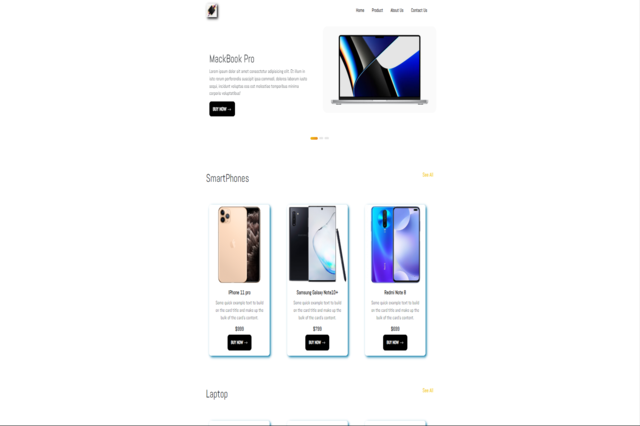 Home Product About Us Contact Us
MackBook Pro
Lorem ipsum dolor sit amet consectetur adipisicing elit.
BUY NOW →
SmartPhones
See All
iPhone 11 pro
Some quick example text to build
on the card title and make up the
bulk of the card's content
$999
BUY NOW →
Samsung Galaxy Note10+
Some quick example text to build
on the card title and make up the
bulk of the card's content
$799
BUY NOW →
Redmi Note 8
Some quick example text to build
on the card title and make up the
bulk of the card's content
BUY NOW →
Laptop
See All